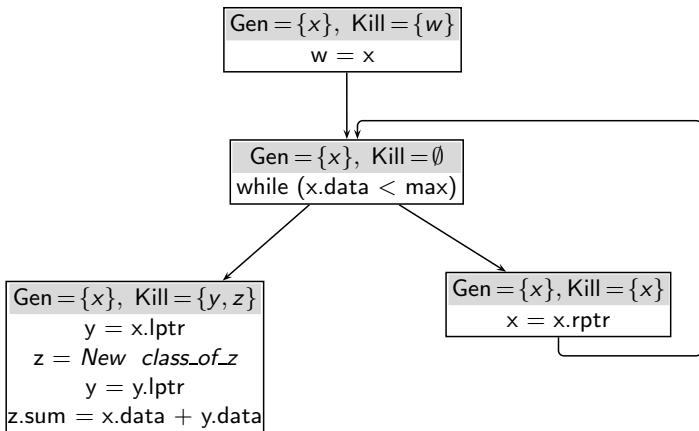 Gen = {x}, Kill = {w}
w = x
Gen = {x}, Kill = ∅
while (x.data < max)
Gen = {x}, Kill = {y, z}
y = x.lptr
z = New class_of_z
y = y.lptr
z.sum = x.data + y.data
Gen = {x}, Kill = {x}
x = x.rptr